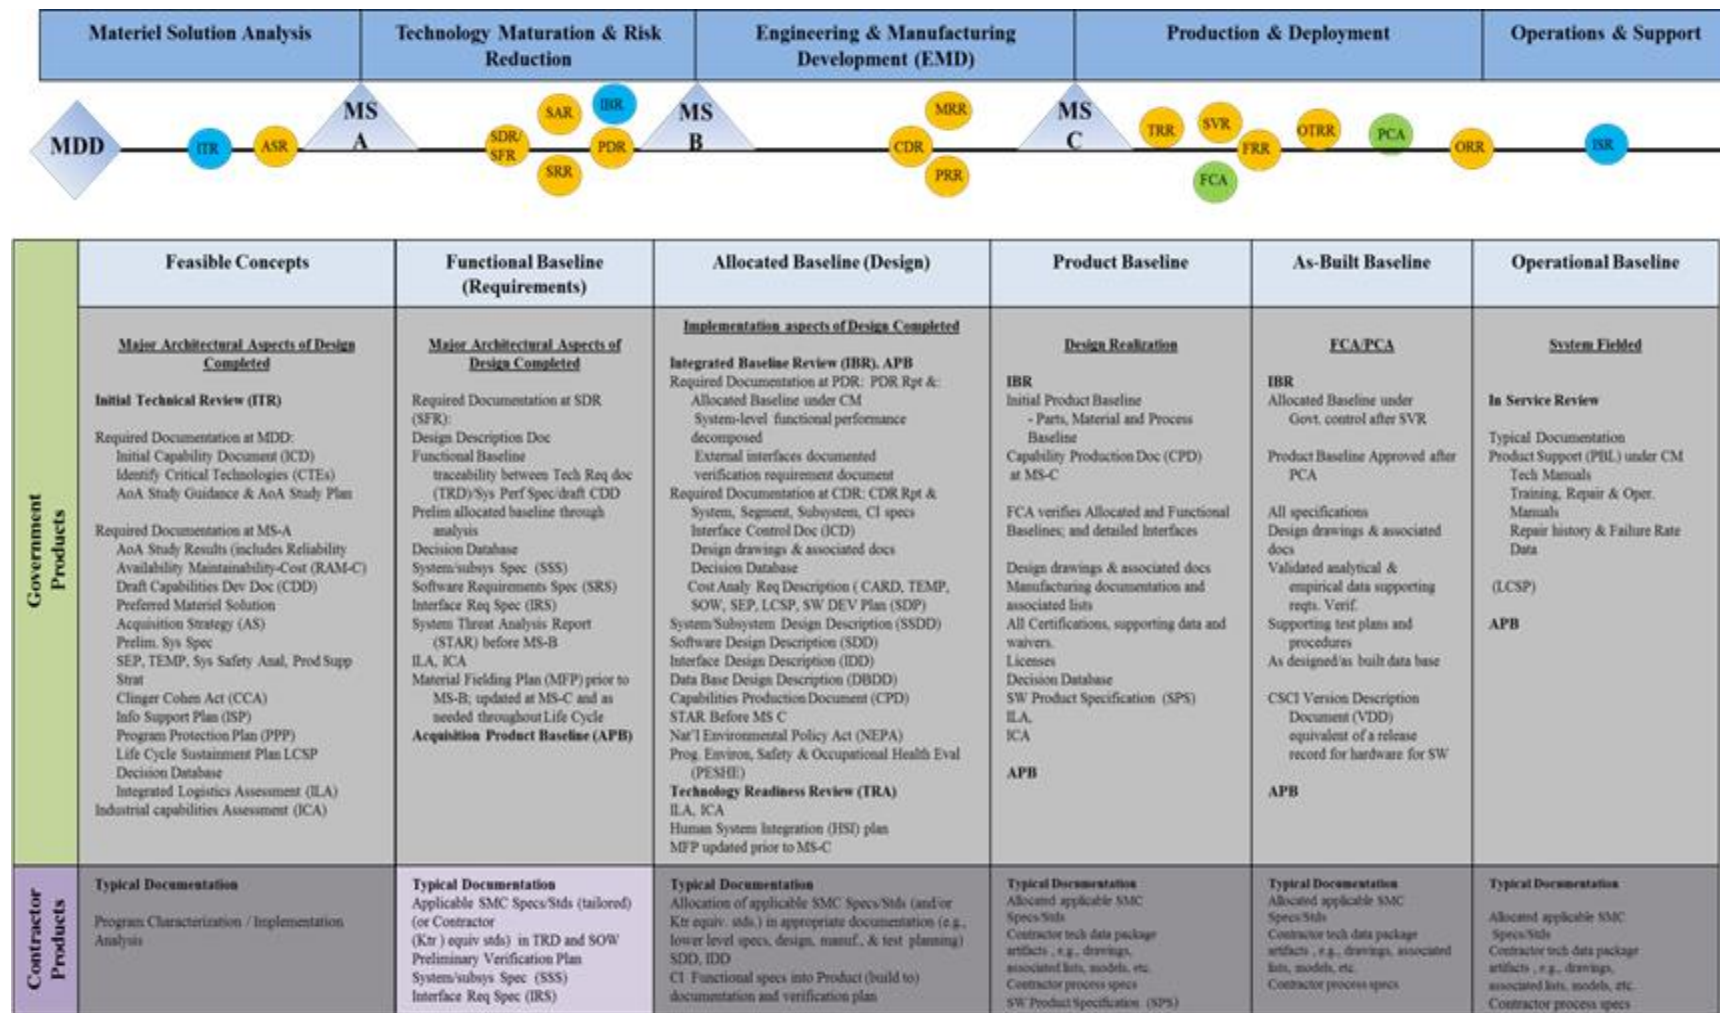 Materiel Solution Analysis
Technology Maturation & Risk
Reduction
Engineering & Manufacturing
Development (EMD)
Production & Deployment
Operations & Support
MDD
ITR
ASR
MS
A
SDR/
SFR
SAR
SRR
IBR
PDR
MS
B
CDR
MRR
PRR
MS
C
TRR
SVR
FCA
FRR
OTRR
PCA
ORR
ISR
Government
Products
Feasible Concepts
Major Architectural Aspects of Design
Completed
Initial Technical Review (ITR)
Required Documentation at MDD:
Initial Capability Document (ICD)
Identify Critical Technologies (CTEs)
AoA Study Guidance & AoA Study Plan
Required Documentation at MS-A
AoA Study Results (includes Reliability
Availability Maintainability-Cost (RAM-C)
Draft Capabilities Dev Doc (CDD)
Preferred Materiel Solution
Acquisition Strategy (AS)
Prelim. Sys Spec
SEP, TEMP, Sys Safety Anal, Prod Supp
Strat
Clinger Cohen Act (CCA)
Info Support Plan (ISP)
Program Protection Plan (PPP)
Life Cycle Sustainment Plan LCSP
Decision Database
Integrated Logistics Assessment (ILA)
Industrial capabilities Assessment (ICA)
Functional Baseline
(Requirements)
Major Architectural Aspects of
Design Completed
Required Documentation at SDR
(SFR):
Design Description Doc
Functional Baseline
traceability between Tech Req doc
(TRD)/Sys Perf Spec/draft CDD
Prelim allocated baseline through
analysis
Decision Database
System/subsys Spec (SSS)
Software Requirements Spec (SRS)
Interface Req Spec (IRS)
System Threat Analysis Report
(STAR) before MS-B
ILA, ICA
Material Fielding Plan (MFP) prior to
MS-B; updated at MS-C and as
needed throughout Life Cycle
Acquisition Product Baseline (APB)
Allocated Baseline (Design)
Implementation aspects of Design Completed
Integrated Baseline Review (IBR). APB
Required Documentation at PDR: PDR Rpt &:
Allocated Baseline under CM
System-level functional performance
decomposed
External interfaces documented
verification requirement document
Required Documentation at CDR: CDR Rpt &
System, Segment, Subsystem, CI specs
Interface Control Doc (ICD)
Design drawings & associated docs
Decision Database
Cost Analy Req Description ( CARD, TEMP,
SOW, SEP, LCSP, SW DEV Plan (SDP)
System/Subsystem Design Description (SSDD)
Software Design Description (SDD)
Interface Design Description (IDD)
Data Base Design Description (DBDD)
Capabilities Production Document (CPD)
STAR Before MS C
Nat'l Environmental Policy Act (NEPA)
Prog. Environ, Safety & Occupational Health Eval
(PESHE)
Technology Readiness Review (TRA)
ILA, ICA
Human System Integration (HSI) plan
MFP updated prior to MS-C
Product Baseline
Design Realization
IBR
Initial Product Baseline
- Parts, Material and Process
Baseline
Capability Production Doc (CPD)
at MS-C
FCA verifies Allocated and Functional
Baselines; and detailed Interfaces
Design drawings & associated docs
Manufacturing documentation and
associated lists
All Certifications, supporting data and
waivers.
Licenses
Decision Database
SW Product Specification (SPS)
ILA,
ICA
APB
As-Built Baseline
FCA/PCA
IBR
Allocated Baseline under
Govt. control after SVR
Product Baseline Approved after
PCA
All specifications
Design drawings & associated
docs
Validated analytical &
empirical data supporting
reqts. Verif.
Supporting test plans and
procedures
As designed/as built data base
CSCI Version Description
Document (VDD)
equivalent of a release
record for hardware for SW
APB
Operational Baseline
System Fielded
In Service Review
Typical Documentation
Product Support (PBL) under CM
Tech Manuals
Training, Repair & Oper.
Manuals
Repair history & Failure Rate
Data
(LCSP)
APB
Contractor
Products
Typical Documentation
Program Characterization / Implementation
Analysis
Typical Documentation
Applicable SMC Specs/Stds (tailored)
(or Contractor
(Ktr ) equiv stds) in TRD and SOW
Preliminary Verification Plan
System/subsys Spec (SSS)
Interface Req Spec (IRS)
Typical Documentation
Allocation of applicable SMC Specs/Stds (and/or
Ktr equiv. stds.) in appropriate documentation (e.g.,
lower level specs, design, manuf., & test planning)
SDD, IDD
CI Functional specs into Product (build to)
documentation and verification plan
Typical Documentation
Allocated applicable SMC
Specs/Stds
Contractor tech data package
artifacts , e.g., drawings,
associated lists, models, etc.
Contractor process specs
SW Product Specification (SPS)
Typical Documentation
Allocated applicable SMC
Specs/Stds
Contractor tech data package
artifacts , e.g., drawings, associated
lists, models, etc.
Contractor process specs
Typical Documentation
Allocated applicable SMC
Specs/Stds
Contractor tech data package
artifacts , e.g., drawings,
associated lists, models, etc.
Contractor process specs